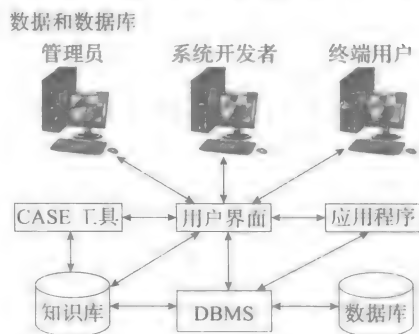 数据和数据库
管理员 系统开发者 终端用户
CASE 工具 用户界面 应用程序
知识库 DBMS 数据库